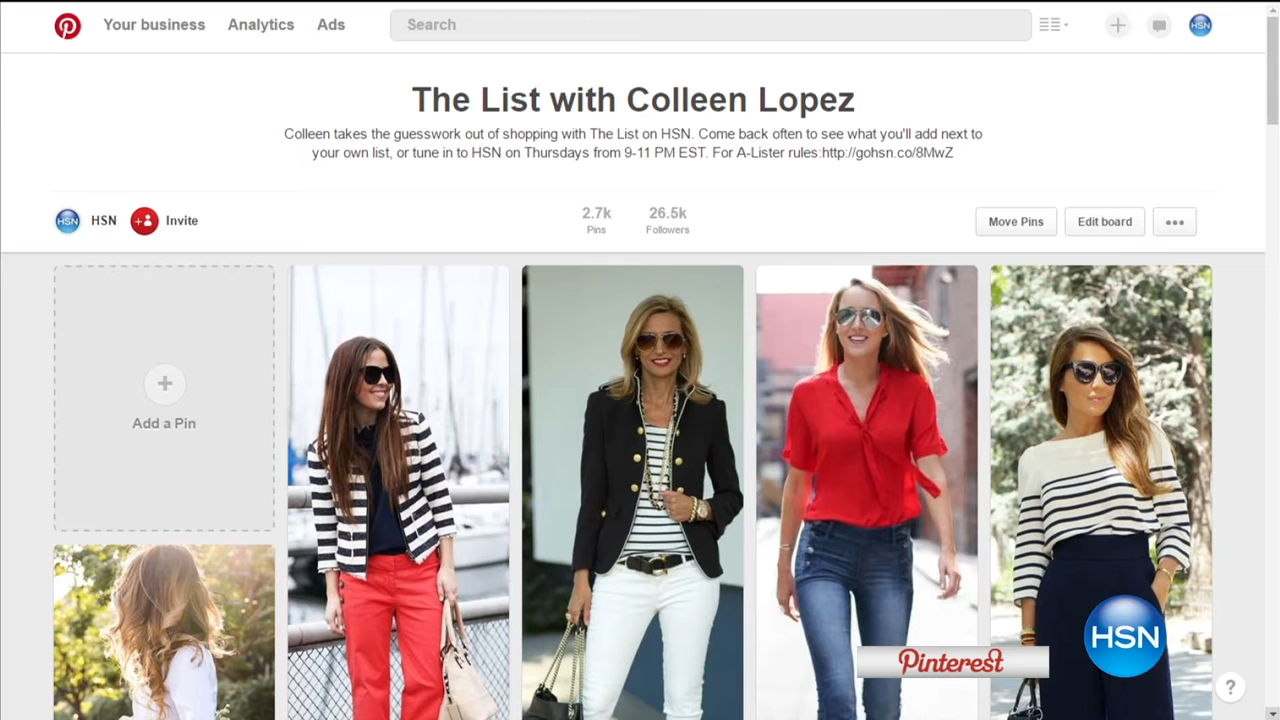 Your business Analytics Ads Search
HSN
The List with Colleen Lopez
Colleen takes the guesswork out of shopping with The List on HSN. Come back often to see what you'll add next to
your own list, or tune in to HSN on Thursdays from 9-11 PM EST. For A-Lister rules:http://gohsn.co/8MwZ
HSN HSN Invite
2.7k 26.5k
Pins Followers
Move Pins Edit board
Add a Pin
HSN
Pinterest
?